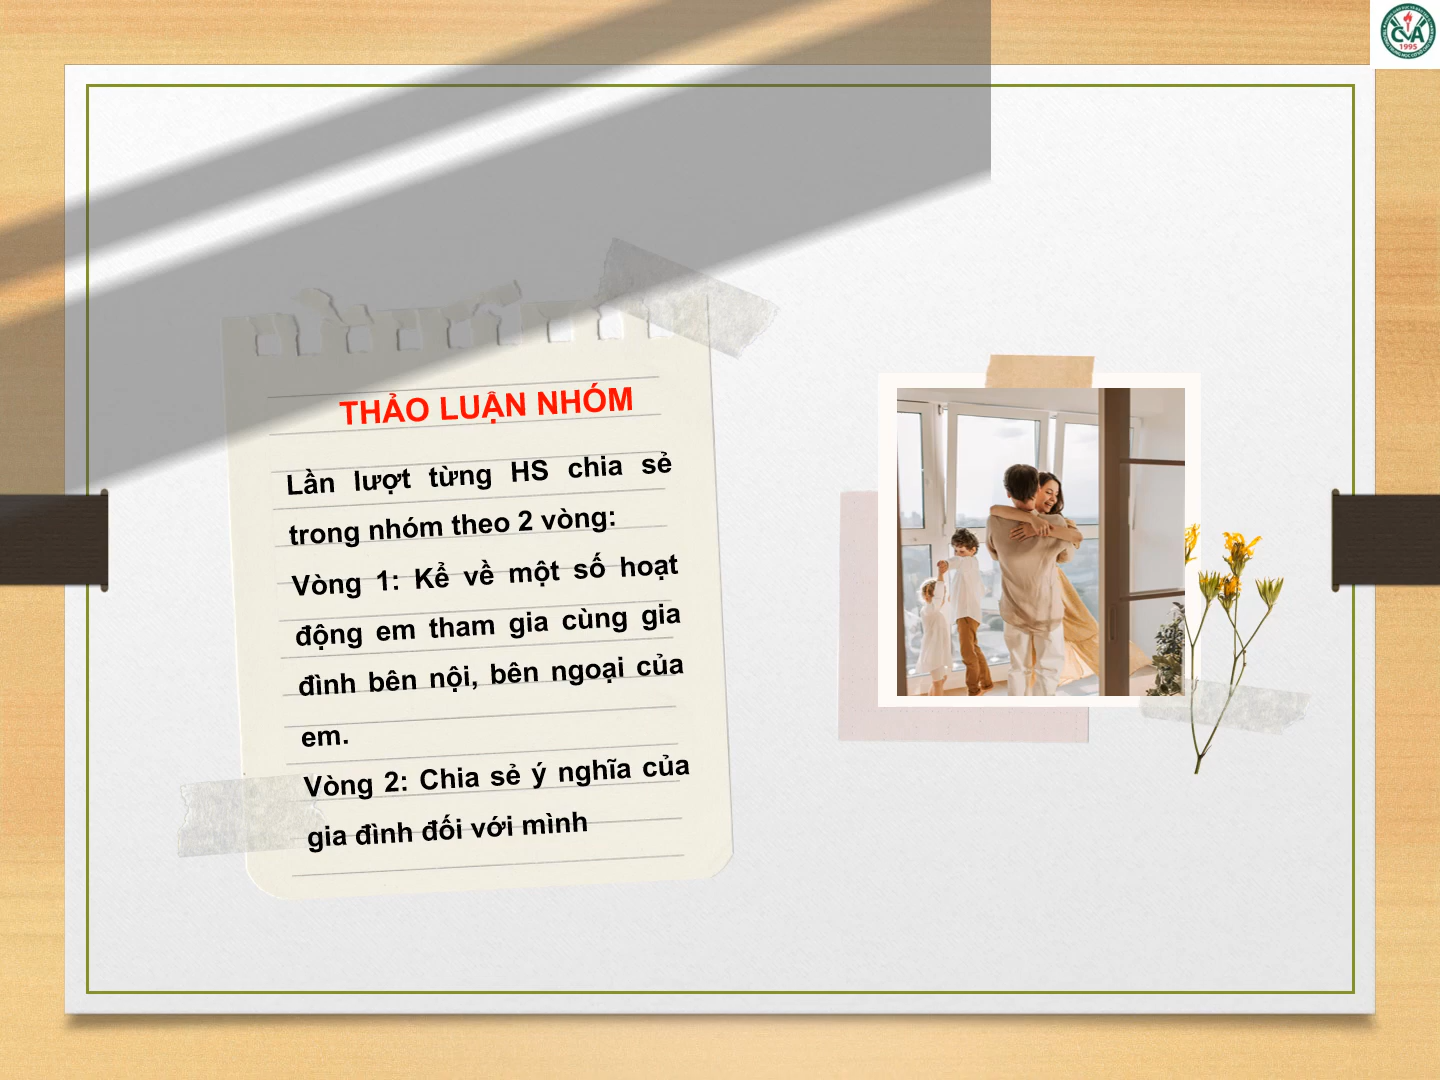 CVA
1995
THẢO LUẬN NHÓM
Lần lượt từng HS chia sẻ
trong nhóm theo 2 vòng:
Vòng 1: Kể về một số hoạt
động em tham gia cùng gia
đình bên nội, bên ngoại của
em.
Vòng 2: Chia sẻ ý nghĩa của
gia đình đối với mình